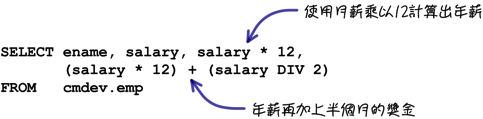 使用月薪乘以12計算出年薪
SELECT ename, salary, salary * 12,
(salary * 12) + (salary DIV 2)
FROM cmdev.emp
年薪再加上半個月的獎金